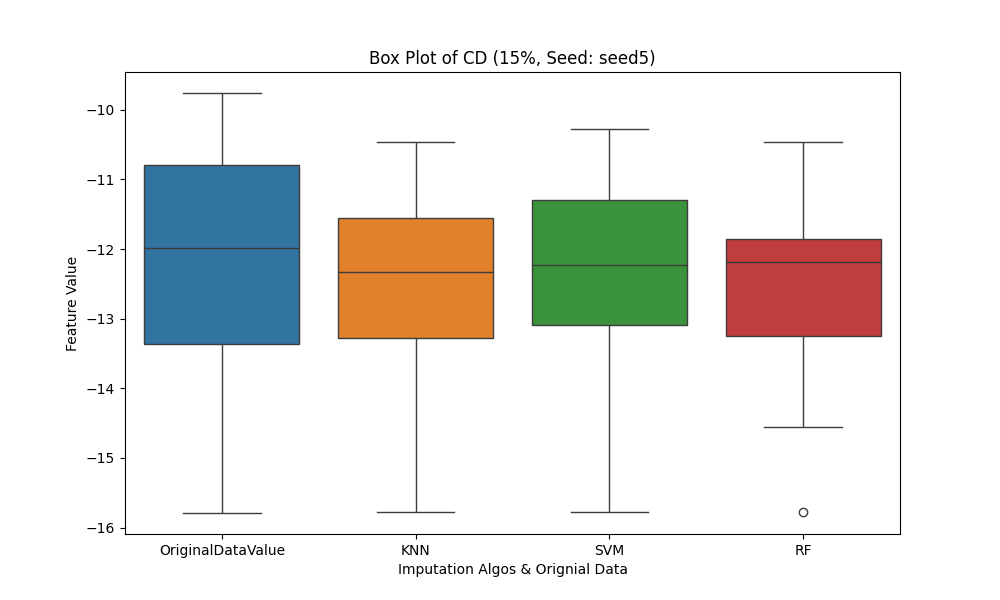 Box Plot of CD (15%, Seed: seed5)
Feature Value
−10
−11
−12
−13
−14
−15
−16
OriginalDataValue
KNN
SVM
RF
Imputation Algos & Orignial Data